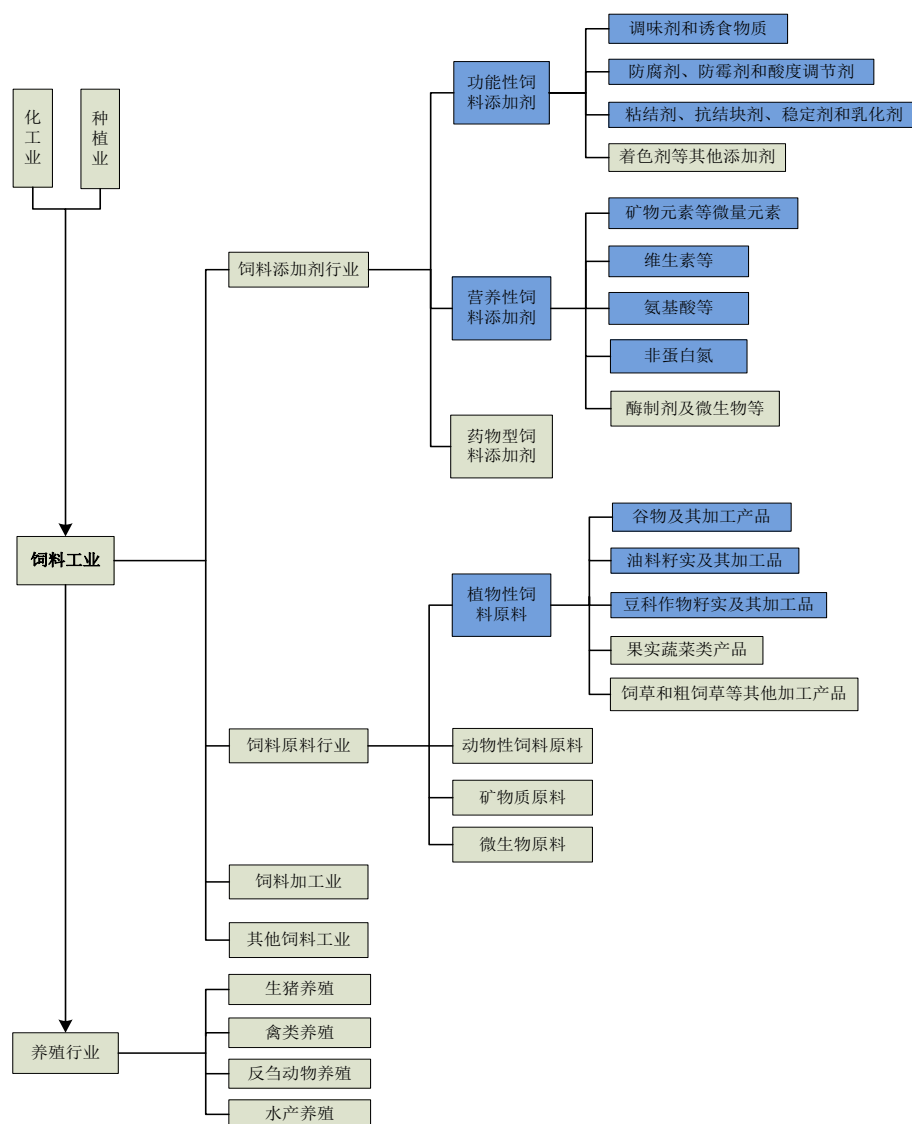 化
工
业
种
植
业
饲料工业
养殖行业
饲料添加剂行业
功能性饲
料添加剂
调味剂和诱食物质
防腐剂、防霉剂和酸度调节剂
粘结剂、抗结块剂、稳定剂和乳化剂
着色剂等其他添加剂
营养性饲
料添加剂
矿物元素等微量元素
维生素等
氨基酸等
非蛋白氮
酶制剂及微生物等
药物型饲
料添加剂
饲料原料行业
植物性饲
料原料
谷物及其加工产品
油料籽实及其加工品
豆科作物籽实及其加工品
果实蔬菜类产品
饲草和粗饲草等其他加工产品
动物性饲料原料
矿物质原料
微生物原料
饲料加工业
其他饲料工业
生猪养殖
禽类养殖
反刍动物养殖
水产养殖